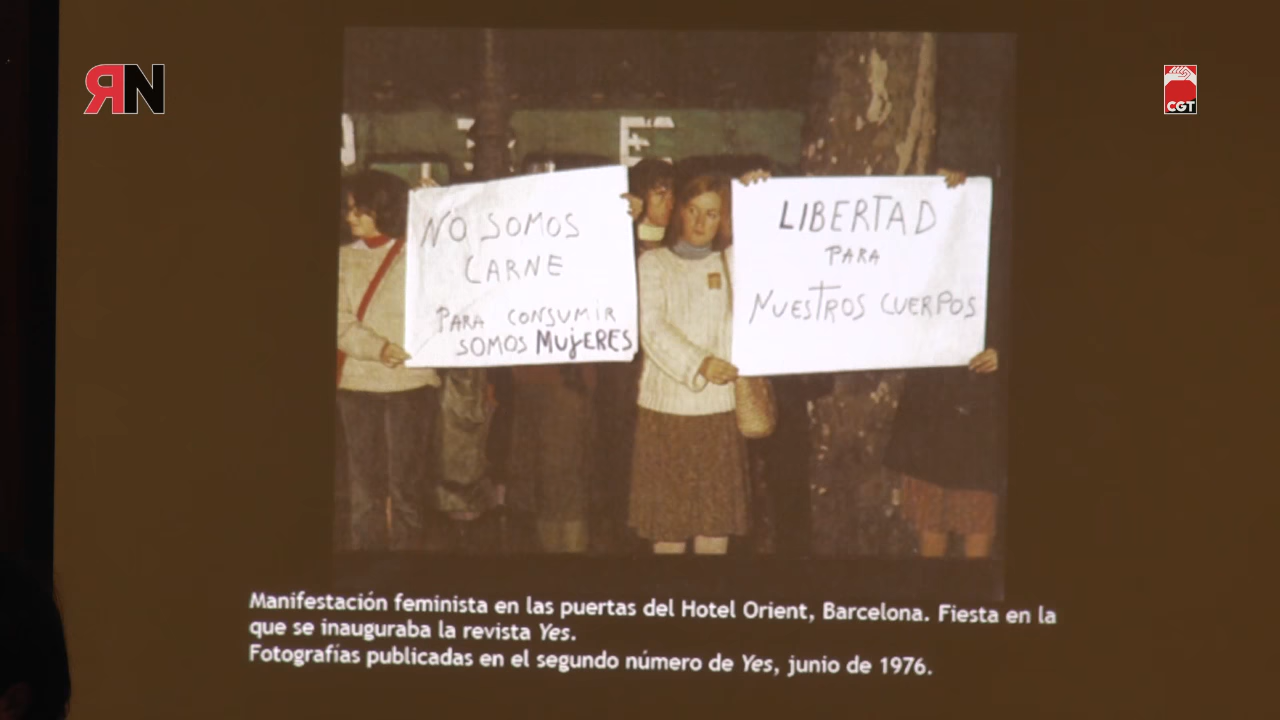 ЯN
CGT
E
NO SOMOS
CARNE
PARA CONSUMIR
SOMOS MUJERES
LIBERTAD
PARA
NUESTROS CUERPOS
Manifestación feminista en las puertas del Hotel Orient, Barcelona. Fiesta en la
que se inauguraba la revista Yes.
Fotografías publicadas en el segundo número de Yes, junio de 1976.